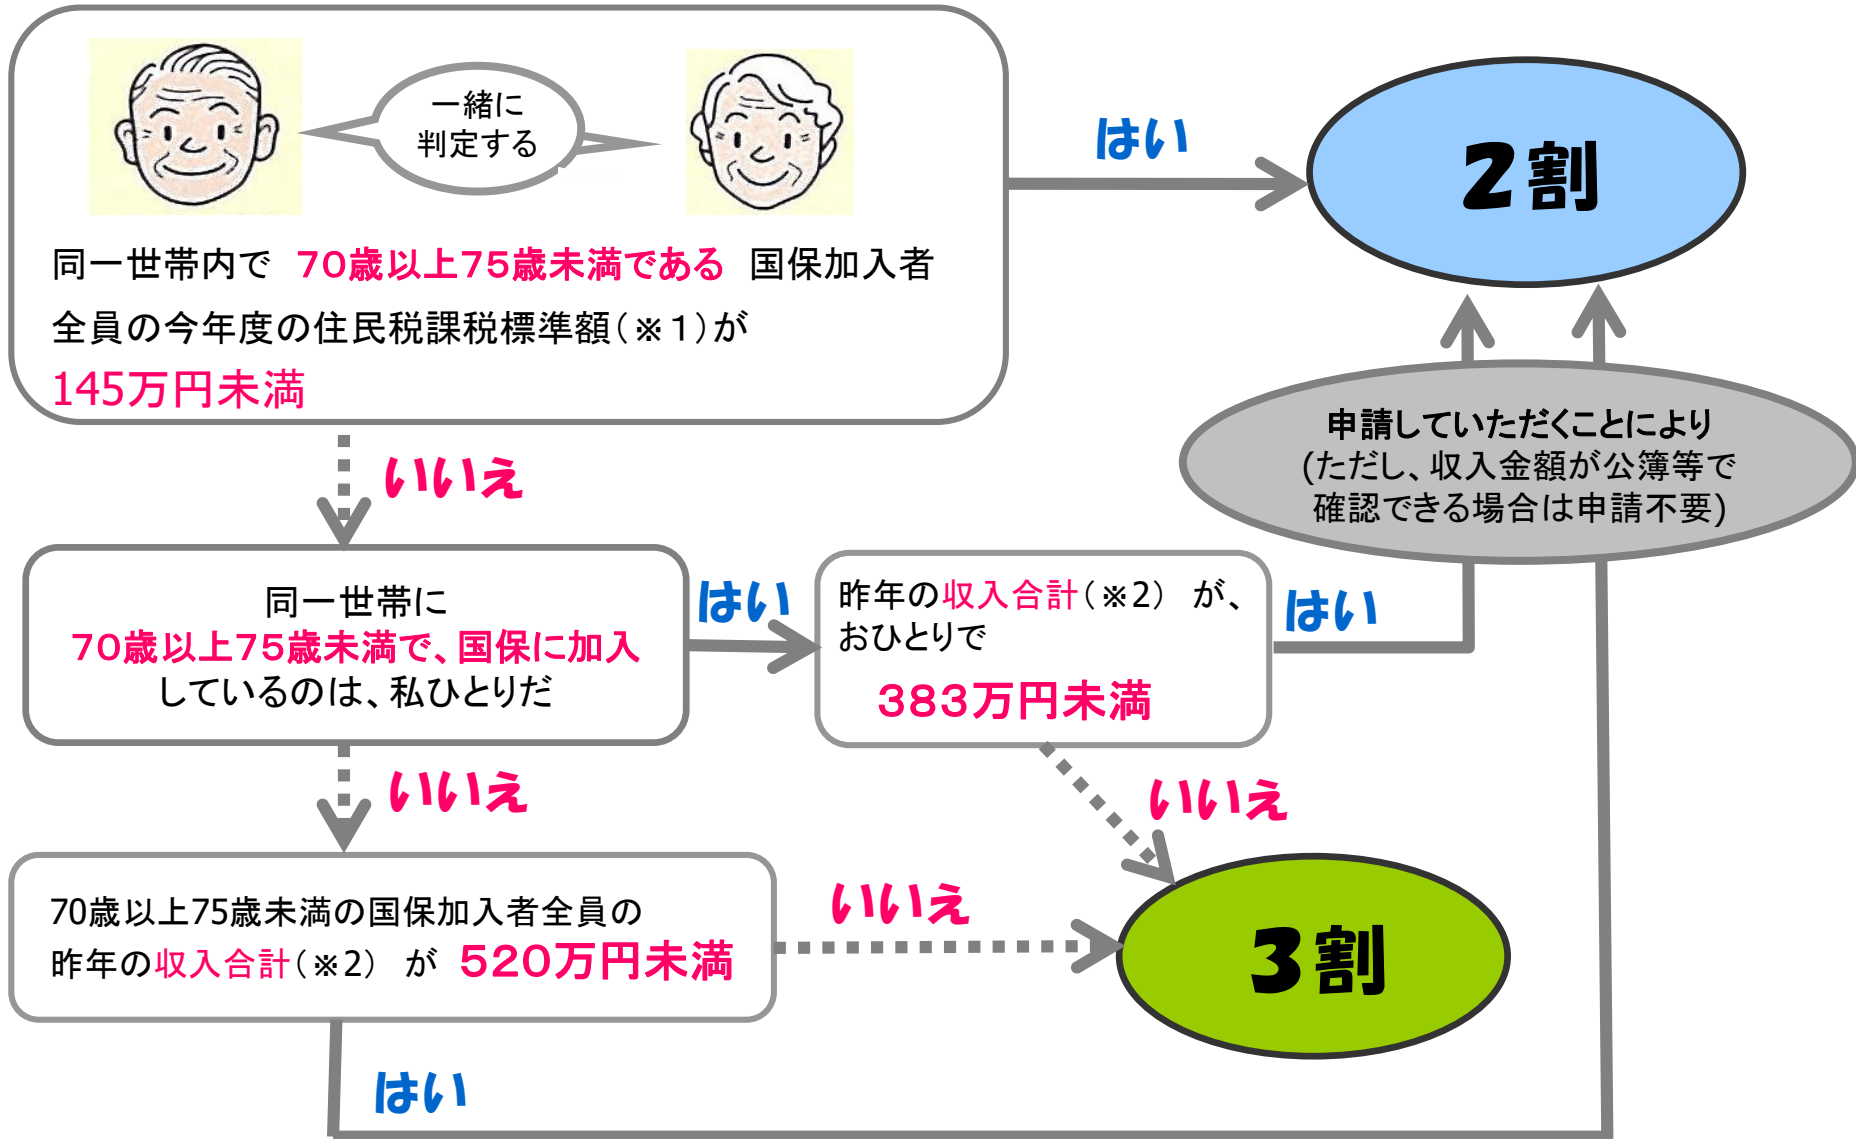 一緒に
判定する
同一世帯内で 70歳以上75歳未満である 国保加入者
全員の今年度の住民税課税標準額(※1)が
145万円未満
はい
2割
いいえ
申請していただくことにより
(ただし、収入金額が公簿等で
確認できる場合は申請不要)
同一世帯に
70歳以上75歳未満で、国保に加入
しているのは、私ひとりだ
はい
昨年の収入合計(※2) が、
おひとりで
383万円未満
はい
いいえ
いいえ
70歳以上75歳未満の国保加入者全員の
昨年の収入合計(※2) が 520万円未満
いいえ
3割
はい